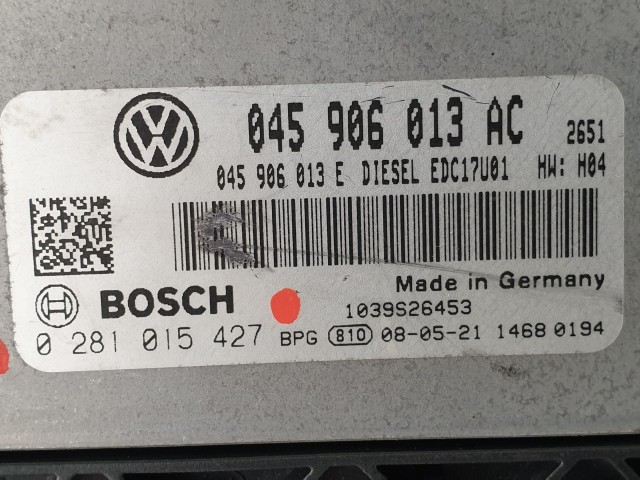 045 906 013 AC 2651
045 906 013 E DIESEL EDC17U01 HW: H04
Made in Germany
BOSCH 1039S26453
0 281 015 427 BPG 810 08-05-21 1468 0194